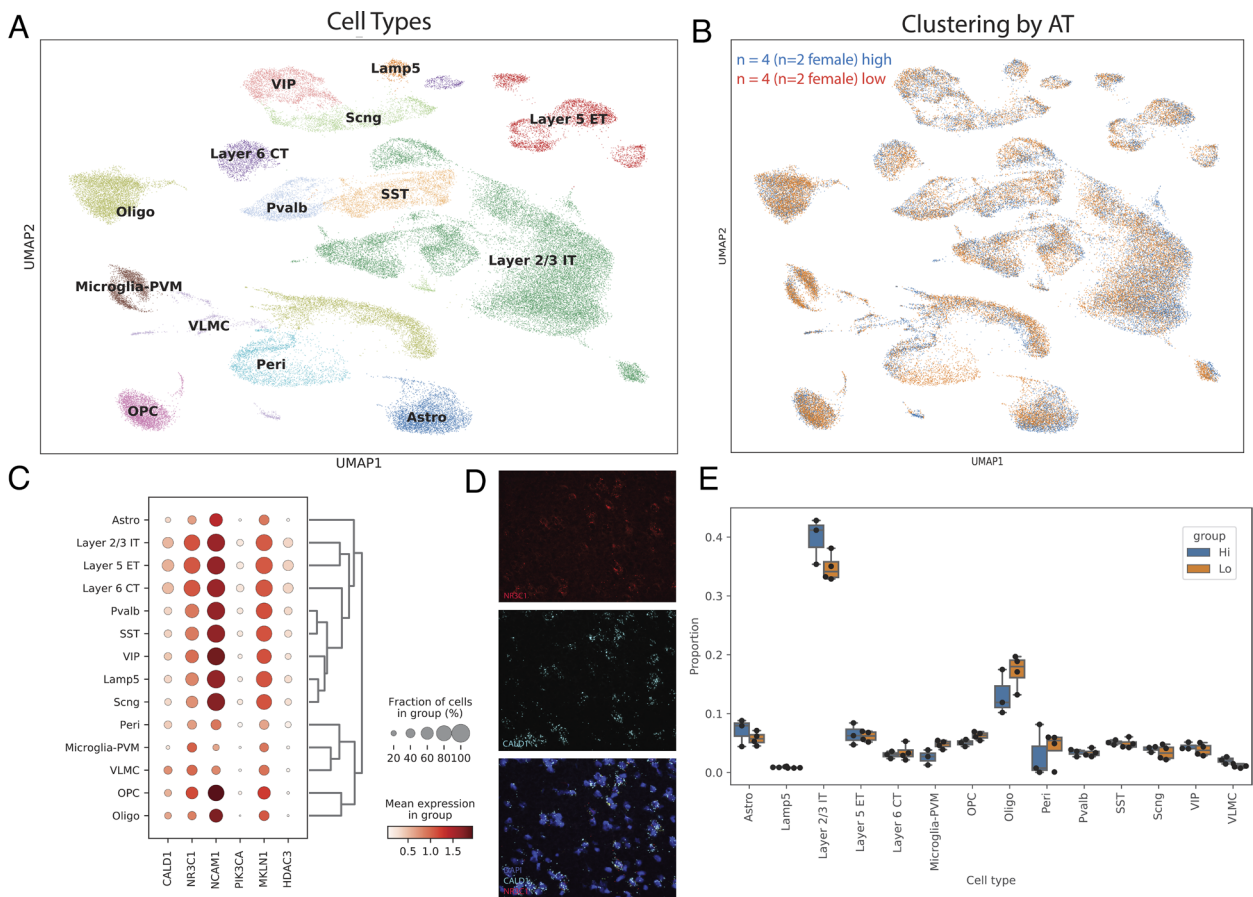 A
Cell Types
VIP
Lamp5
Scng
Layer 5 ET
Layer 6 CT
Pvalb
SST
Oligo
Layer 2/3 IT
Microglia-PVM
VLMC
Peri
OPC
Astro
UMAP2
UMAP1
B
Clustering by AT
n = 4 (n=2 female) high
n = 4 (n=2 female) low
UMAP2
UMAP1
C
Astro
Layer 2/3 IT
Layer 5 ET
Layer 6 CT
Pvalb
SST
VIP
Lamp5
Scng
Peri
Microglia-PVM
VLMC
OPC
Oligo
CALD1
NR3C1
NCAM1
PIK3CA
MKLN1
HDAC3
Fraction of cells
in group (%)
20 40 60 80 100
Mean expression
in group
0.5 1.0 1.5
D
NR3C1
CALD1
DAPI
CALD1
NR3C1
E
Proportion
0.4
0.3
0.2
0.1
0.0
group
Hi
Lo
Astro
Lamp5
Layer 2/3 IT
Layer 5 ET
Layer 6 CT
Microglia-PVM
OPC
Oligo
Peri
Pvalb
SST
Scng
VIP
VLMC
Cell type